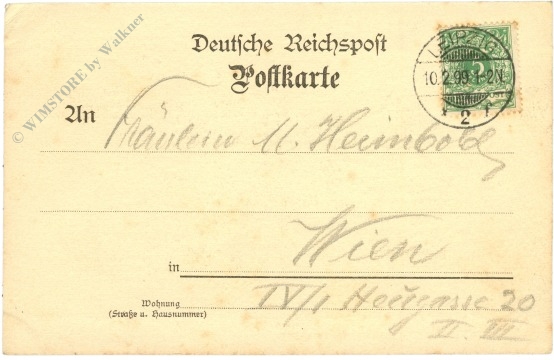 © WIMSTORE by Walkner
Deutsche Reichspost
Postkarte
LEIPZIG
10.2.99.1-2N.
2
An Fräulein M. Heimbold
in Wien
Wohnung
(Straße u. Hausnummer)
IV/1 Heugasse 20
II. III